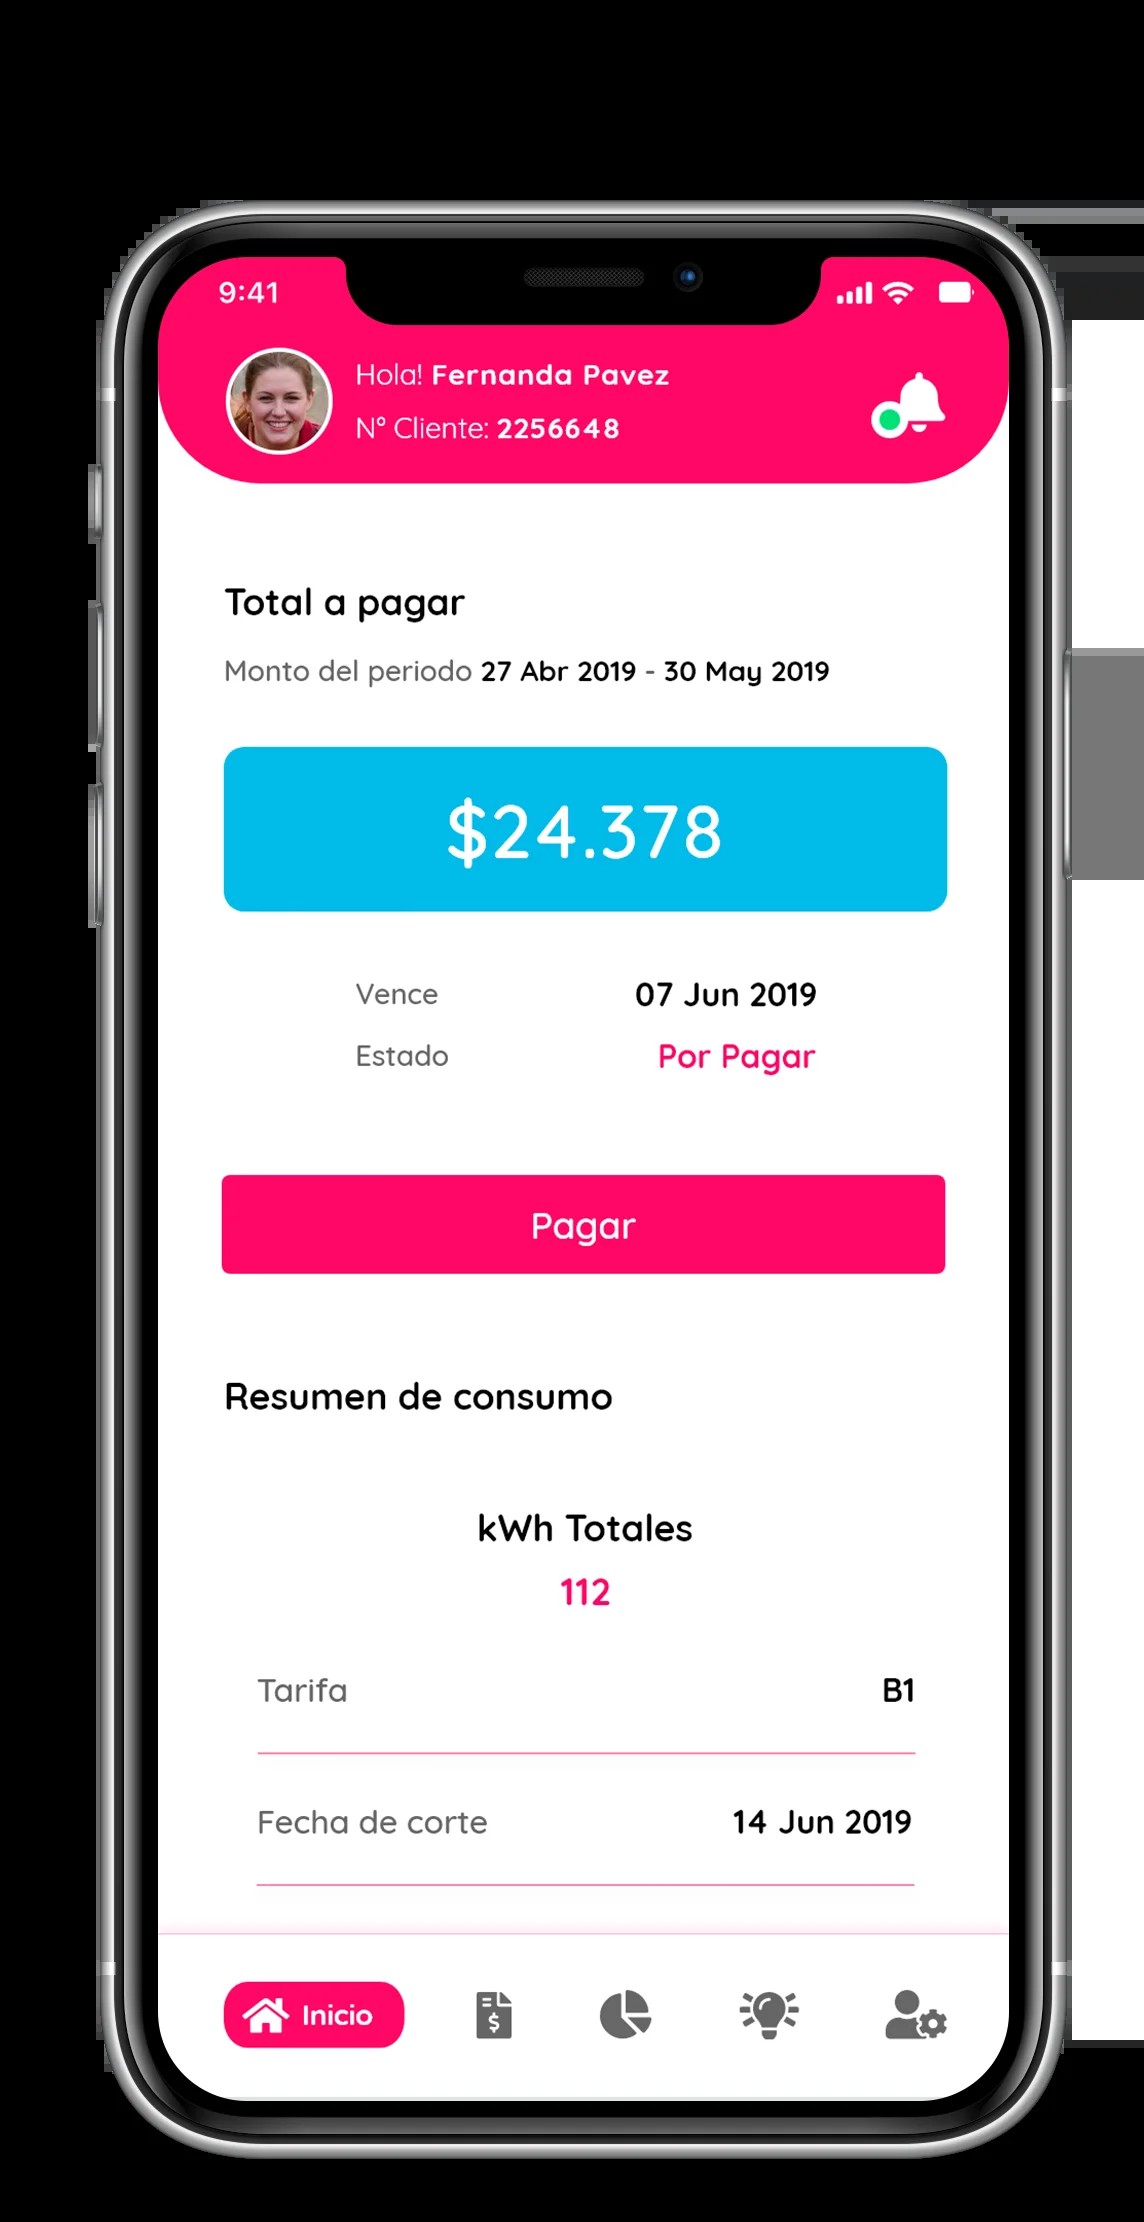 9:41
Hola! Fernanda Pavez
N° Cliente: 2256648
Total a pagar
Monto del periodo 27 Abr 2019 - 30 May 2019
$24.378
Vence 07 Jun 2019
Estado Por Pagar
Pagar
Resumen de consumo
kWh Totales
112
Tarifa B1
Fecha de corte 14 Jun 2019
Inicio $